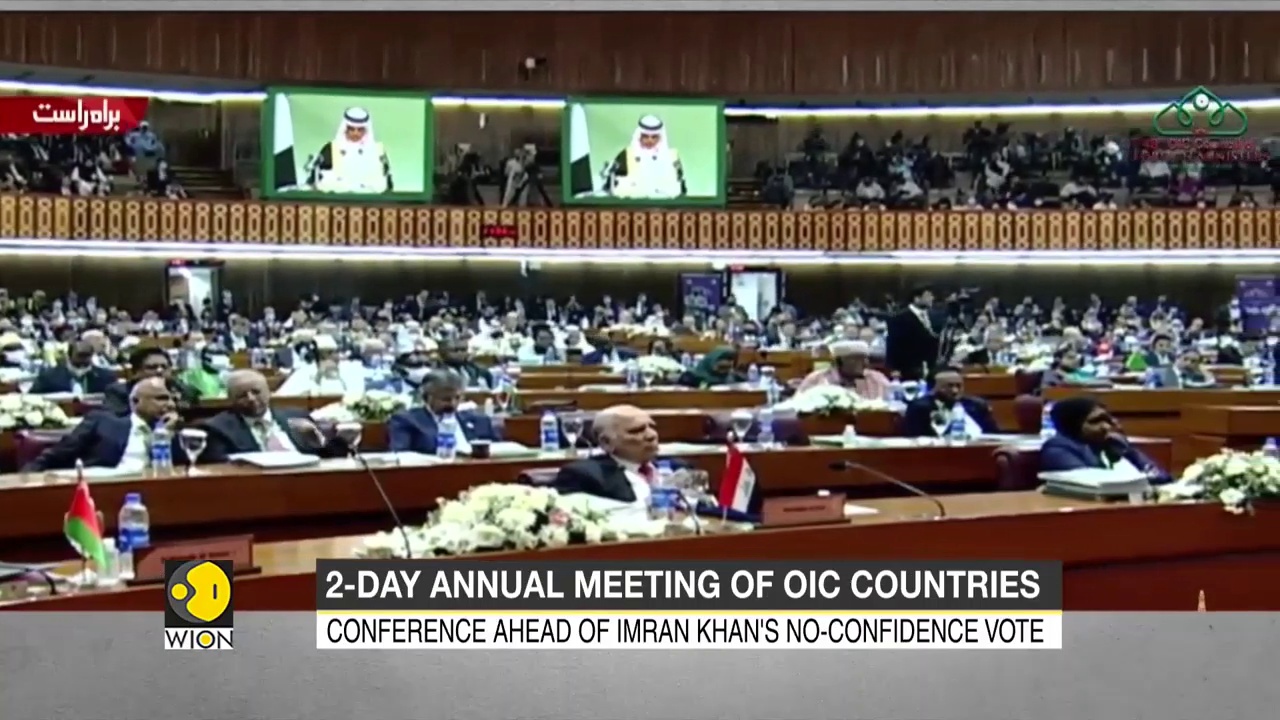 براہ راست
2-DAY ANNUAL MEETING OF OIC COUNTRIES
WION
CONFERENCE AHEAD OF IMRAN KHAN'S NO-CONFIDENCE VOTE